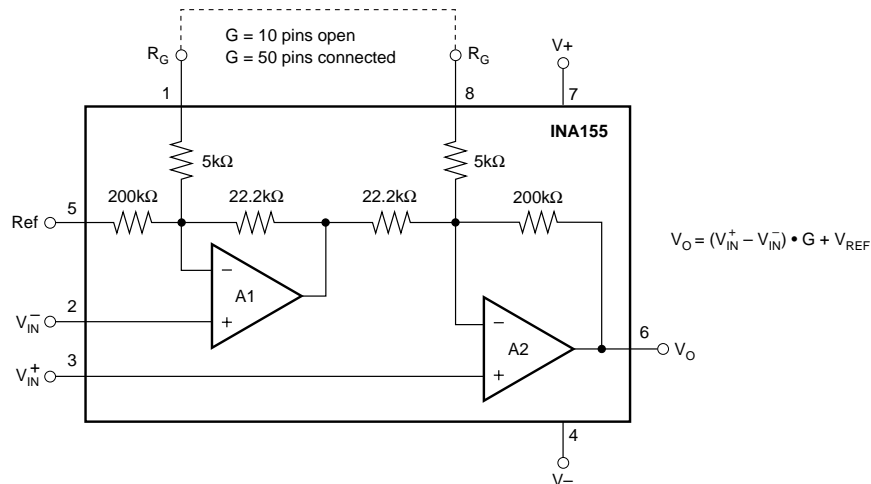 G = 10 pins open
G = 50 pins connected
R_G
R_G
V+
1
8
7
INA155
5kΩ
5kΩ
200kΩ
22.2kΩ
22.2kΩ
200kΩ
Ref
5
V_O = (V_IN^+ – V_IN^–) • G + V_REF
–
A1
+
2
V_IN^–
–
A2
+
6
V_O
3
V_IN^+
4
V–